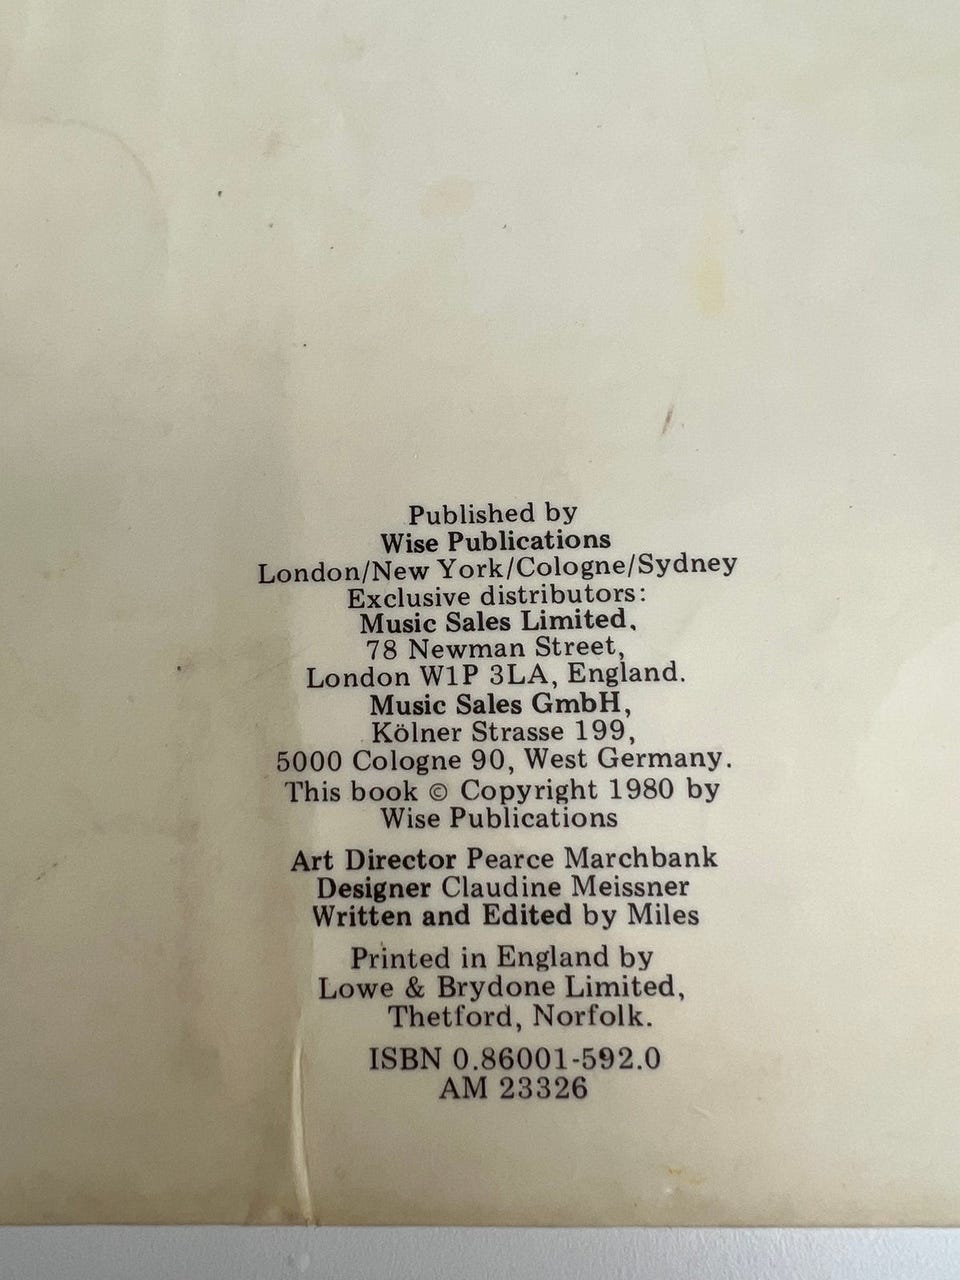 Published by
Wise Publications
London/New York/Cologne/Sydney
Exclusive distributors:
Music Sales Limited,
78 Newman Street,
London W1P 3LA, England.
Music Sales GmbH,
Kölner Strasse 199,
5000 Cologne 90, West Germany.
This book © Copyright 1980 by
Wise Publications
Art Director Pearce Marchbank
Designer Claudine Meissner
Written and Edited by Miles
Printed in England by
Lowe & Brydone Limited,
Thetford, Norfolk.
ISBN 0.86001-592.0
AM 23326